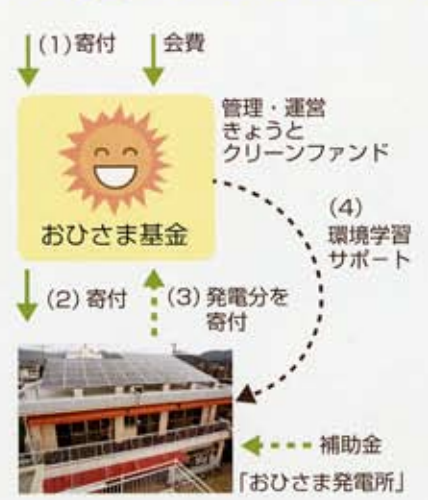 (1)寄付
会費
管理・運営
きょうと
クリーンファンド
おひさま基金
(4)
環境学習
サポート
(2)寄付
(3)発電分を
寄付
補助金
「おひさま発電所」